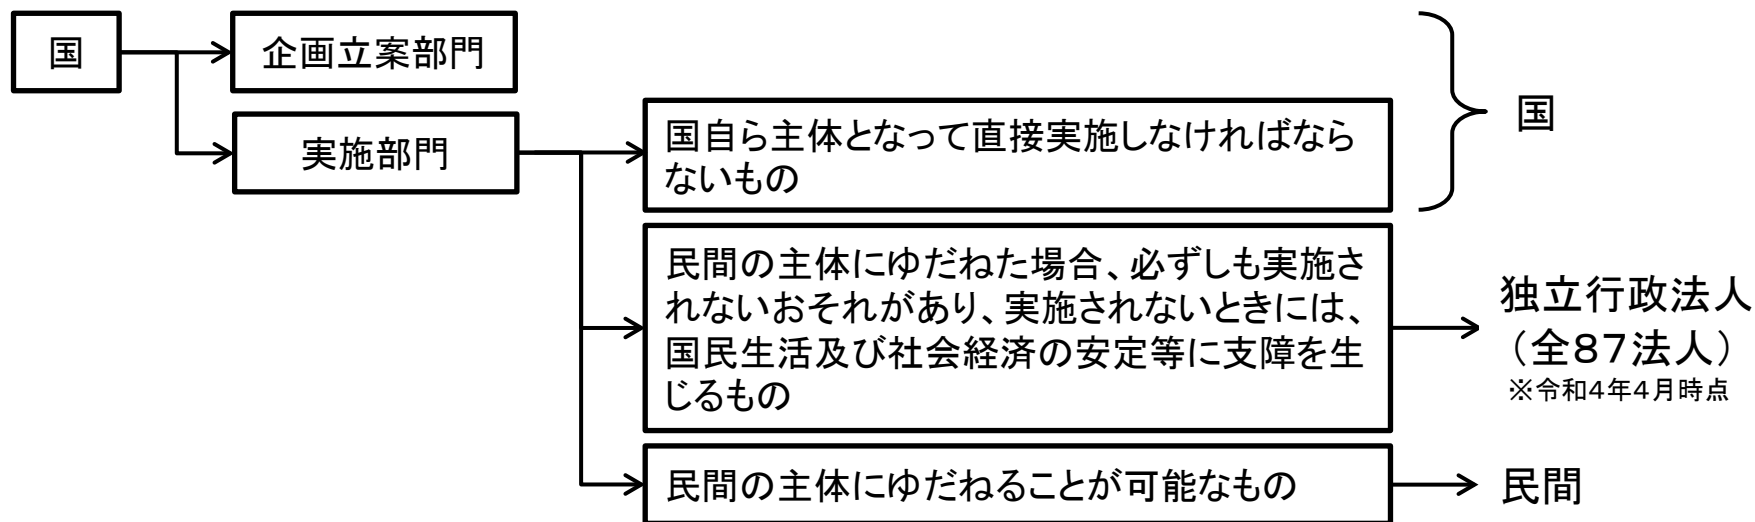 国
企画立案部門
実施部門
国自ら主体となって直接実施しなければなら
ないもの
国
民間の主体にゆだねた場合、必ずしも実施さ
れないおそれがあり、実施されないときには、
国民生活及び社会経済の安定等に支障を生
じるもの
独立行政法人
（全８７法人）
※令和4年4月時点
民間の主体にゆだねることが可能なもの
民間